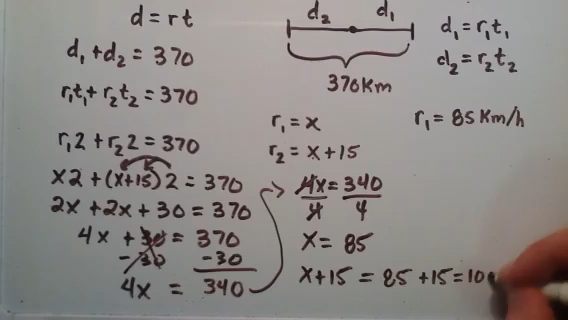 d = rt
d₁ + d₂ = 370
r₁t₁ + r₂t₂ = 370
r₁2 + r₂2 = 370
x2 + (x+15)2 = 370
2x + 2x + 30 = 370
4x + 30 = 370
- 30 -30
4x = 340
d₂ d₁
370Km
r₁ = x
r₂ = x+15
4x = 340
4 4
x = 85
x+15 = 85 +15 = 10
d₁ = r₁t₁
d₂ = r₂t₂
r₁ = 85 Km/h